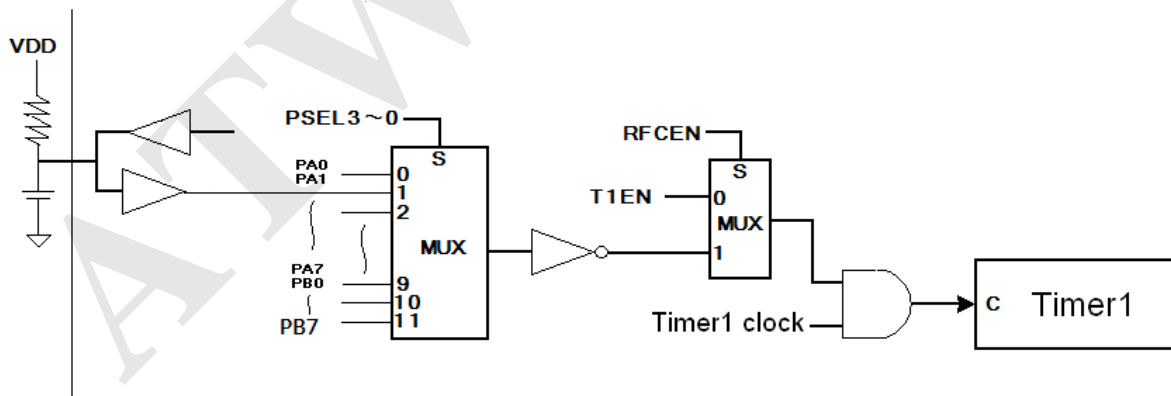 VDD
PSEL3~0
RFCEN
S
S
PA0
PA1
0
1
2
T1EN
0
MUX
1
MUX
PA7
PB0
9
10
11
PB7
Timer1 clock
C
Timer1
ATW